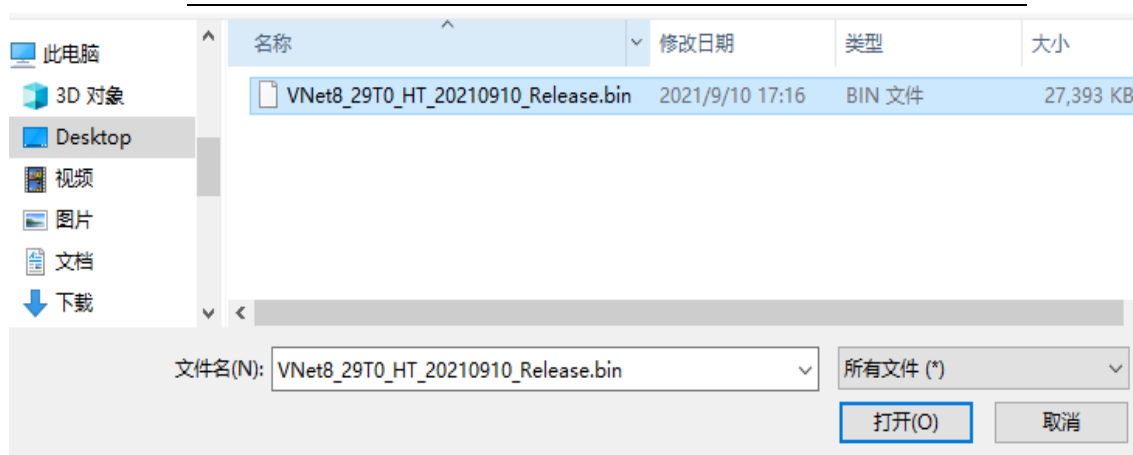 名称 修改日期 类型 大小
此电脑
3D 对象 VNet8_29T0_HT_20210910_Release.bin 2021/9/10 17:16 BIN 文件 27,393 KB
Desktop
视频
图片
文档
下载
文件名(N): VNet8_29T0_HT_20210910_Release.bin 所有文件 (*)
打开(O) 取消